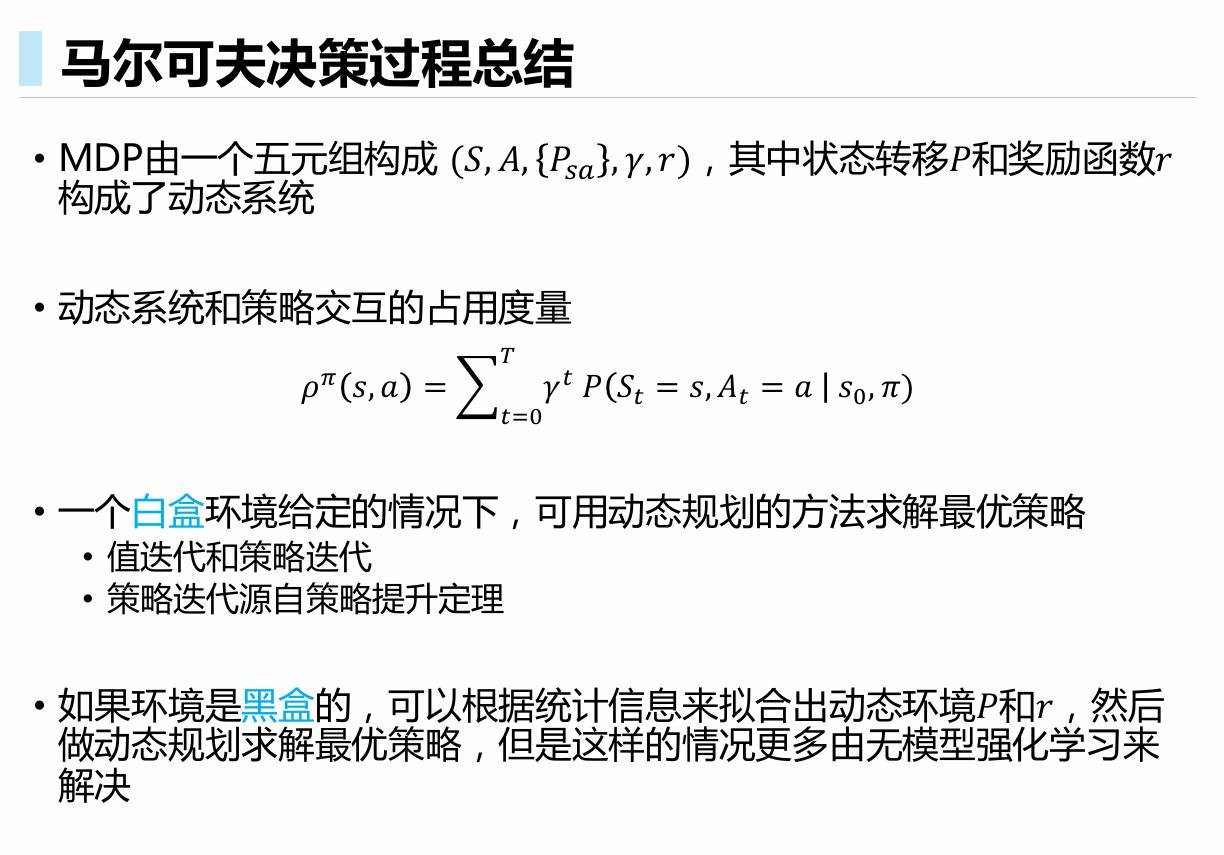 马尔可夫决策过程总结
• MDP由一个五元组构成 (S, A, {P_{sa}}, γ, r)，其中状态转移P和奖励函数r
构成了动态系统
• 动态系统和策略交互的占用度量
ρ^π(s, a) = ∑_{t=0}^{T} γ^t P(S_t = s, A_t = a | s_0, π)
• 一个白盒环境给定的情况下，可用动态规划的方法求解最优策略
• 值迭代和策略迭代
• 策略迭代源自策略提升定理
• 如果环境是黑盒的，可以根据统计信息来拟合出动态环境P和r，然后
做动态规划求解最优策略，但是这样的情况更多由无模型强化学习来
解决